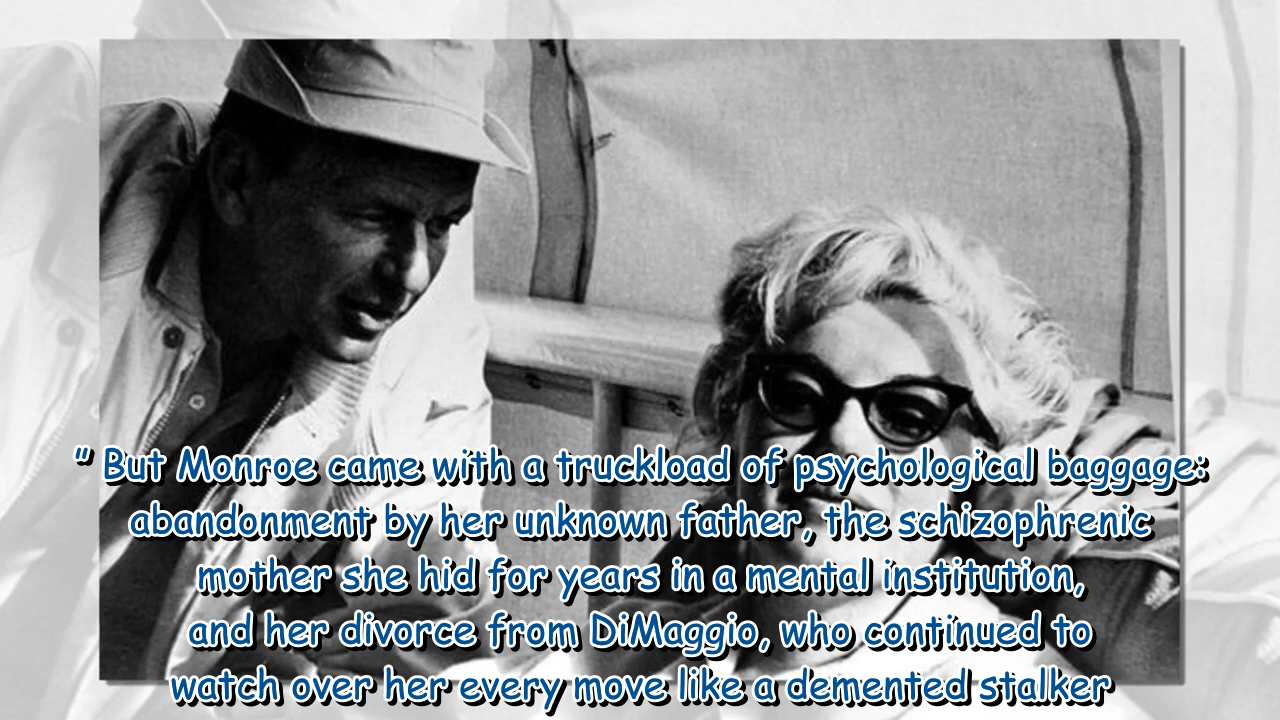 ” But Monroe came with a truckload of psychological baggage:
abandonment by her unknown father, the schizophrenic
mother she hid for years in a mental institution,
and her divorce from DiMaggio, who continued to
watch over her every move like a demented stalker